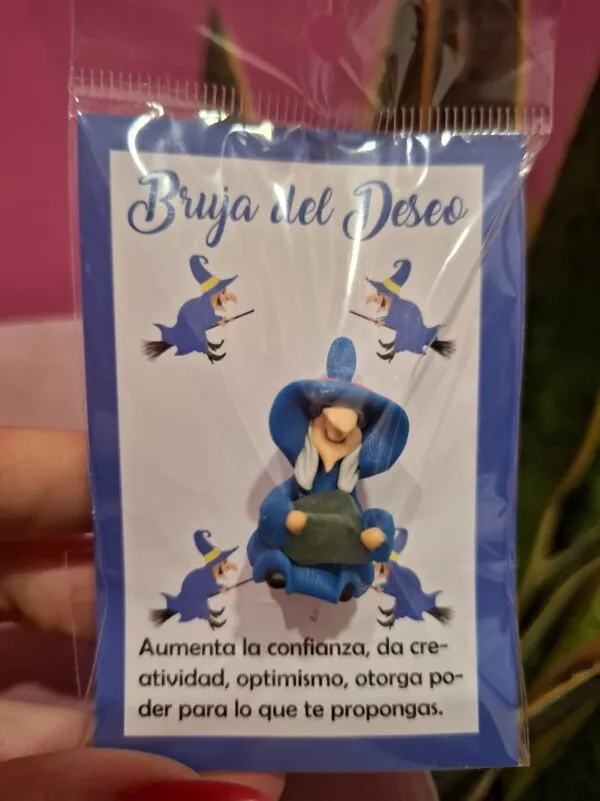 Bruja del Deseo
Aumenta la confianza, da cre-
atividad, optimismo, otorga po-
der para lo que te propongas.